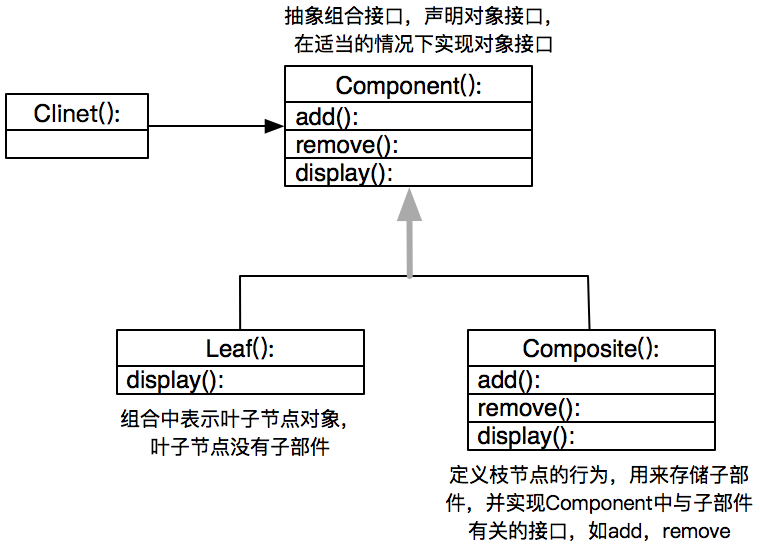 抽象组合接口，声明对象接口，
在适当的情况下实现对象接口
Clinet():
Component():
add():
remove():
display():
Leaf():
display():
组合中表示叶子节点对象，
叶子节点没有子部件
Composite():
add():
remove():
display():
定义枝节点的行为，用来存储子部
件，并实现Component中与子部件
有关的接口，如add，remove